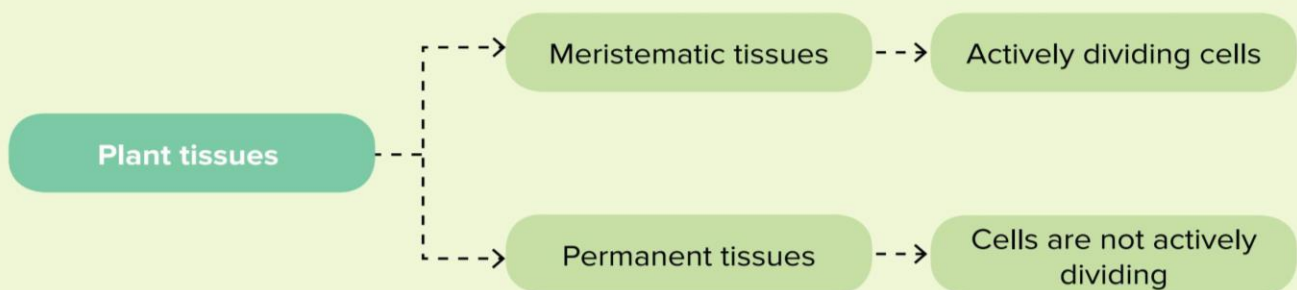 Meristematic tissues
Actively dividing cells
Plant tissues
Permanent tissues
Cells are not actively
dividing